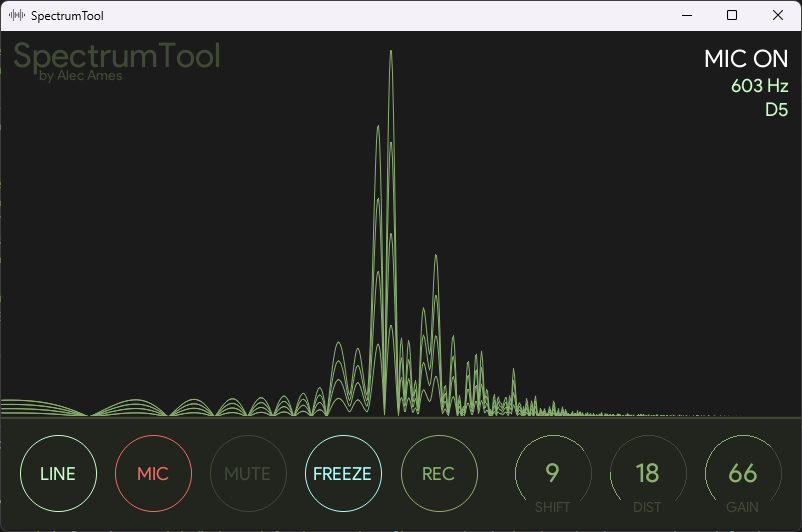 SpectrumTool
SpectrumTool
by Alec Ames
MIC ON
603 Hz
D5
LINE
MIC
MUTE
FREEZE
REC
9
SHIFT
18
DIST
66
GAIN